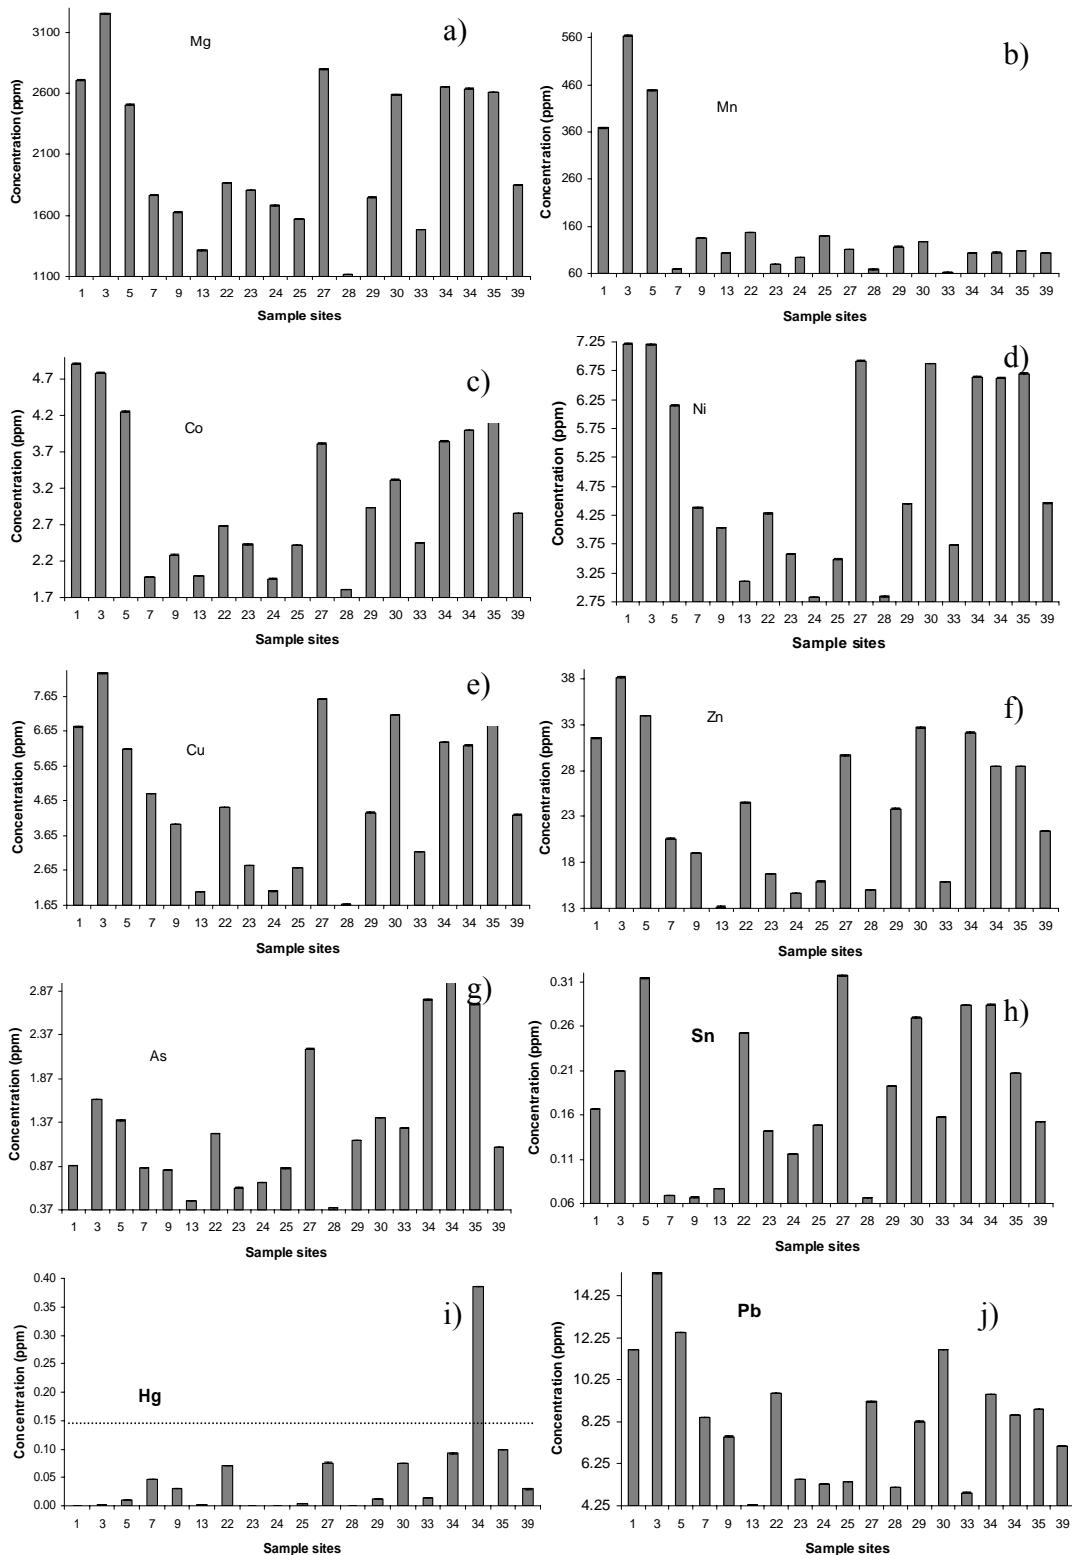 a)
Mg
Concentration (ppm)
3100
2600
2100
1600
1100
1 3 5 7 9 13 22 23 24 25 27 28 29 30 33 34 34 35 39
Sample sites
b)
Mn
Concentration (ppm)
560
460
360
260
160
60
1 3 5 7 9 13 22 23 24 25 27 28 29 30 33 34 34 35 39
Sample sites
c)
Co
Concentration (ppm)
4.7
4.2
3.7
3.2
2.7
2.2
1.7
1 3 5 7 9 13 22 23 24 25 27 28 29 30 33 34 34 35 39
Sample sites
d)
Ni
Concentration (ppm)
7.25
6.75
6.25
5.75
5.25
4.75
4.25
3.75
3.25
2.75
1 3 5 7 9 13 22 23 24 25 27 28 29 30 33 34 34 35 39
Sample sites
e)
Cu
Concentration (ppm)
7.65
6.65
5.65
4.65
3.65
2.65
1.65
1 3 5 7 9 13 22 23 24 25 27 28 29 30 33 34 34 35 39
Sample sites
f)
Zn
Concentration (ppm)
38
33
28
23
18
13
1 3 5 7 9 13 22 23 24 25 27 28 29 30 33 34 34 35 39
Sample sites
g)
As
Concentration (ppm)
2.87
2.37
1.87
1.37
0.87
0.37
1 3 5 7 9 13 22 23 24 25 27 28 29 30 33 34 34 35 39
Sample sites
h)
Sn
Concentration (ppm)
0.31
0.26
0.21
0.16
0.11
0.06
1 3 5 7 9 13 22 23 24 25 27 28 29 30 33 34 34 35 39
Sample sites
i)
Hg
Concentration (ppm)
0.40
0.35
0.30
0.25
0.20
0.15
0.10
0.05
0.00
1 3 5 7 9 13 22 23 24 25 27 28 29 30 33 34 34 35 39
Sample sites
j)
Pb
Concentration (ppm)
14.25
12.25
10.25
8.25
6.25
4.25
1 3 5 7 9 13 22 23 24 25 27 28 29 30 33 34 34 35 39
Sample sites